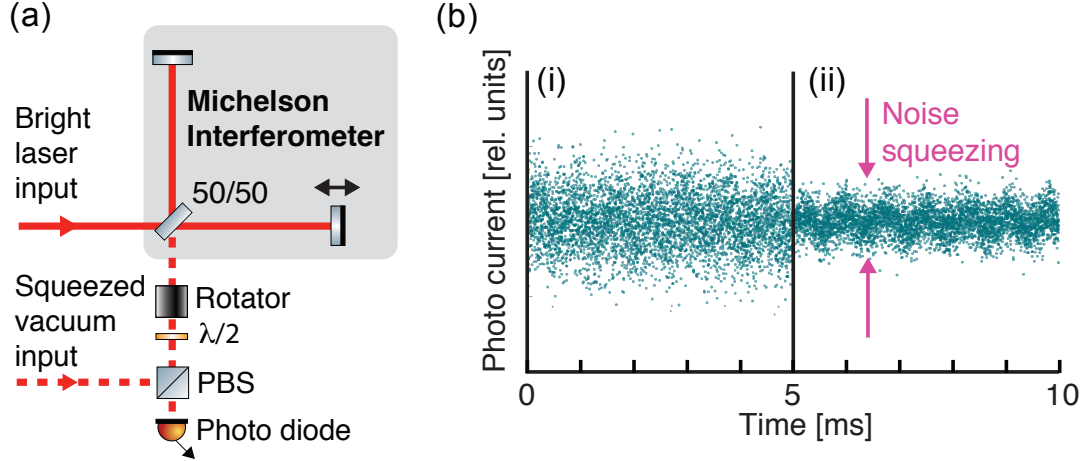 (a)
Michelson
Interferometer
Bright
laser
input
50/50
Squeezed
vacuum
input
Rotator
λ/2
PBS
Photo diode
(b)
Photo current [rel. units]
(i)
(ii)
Noise
squeezing
0
5
10
Time [ms]